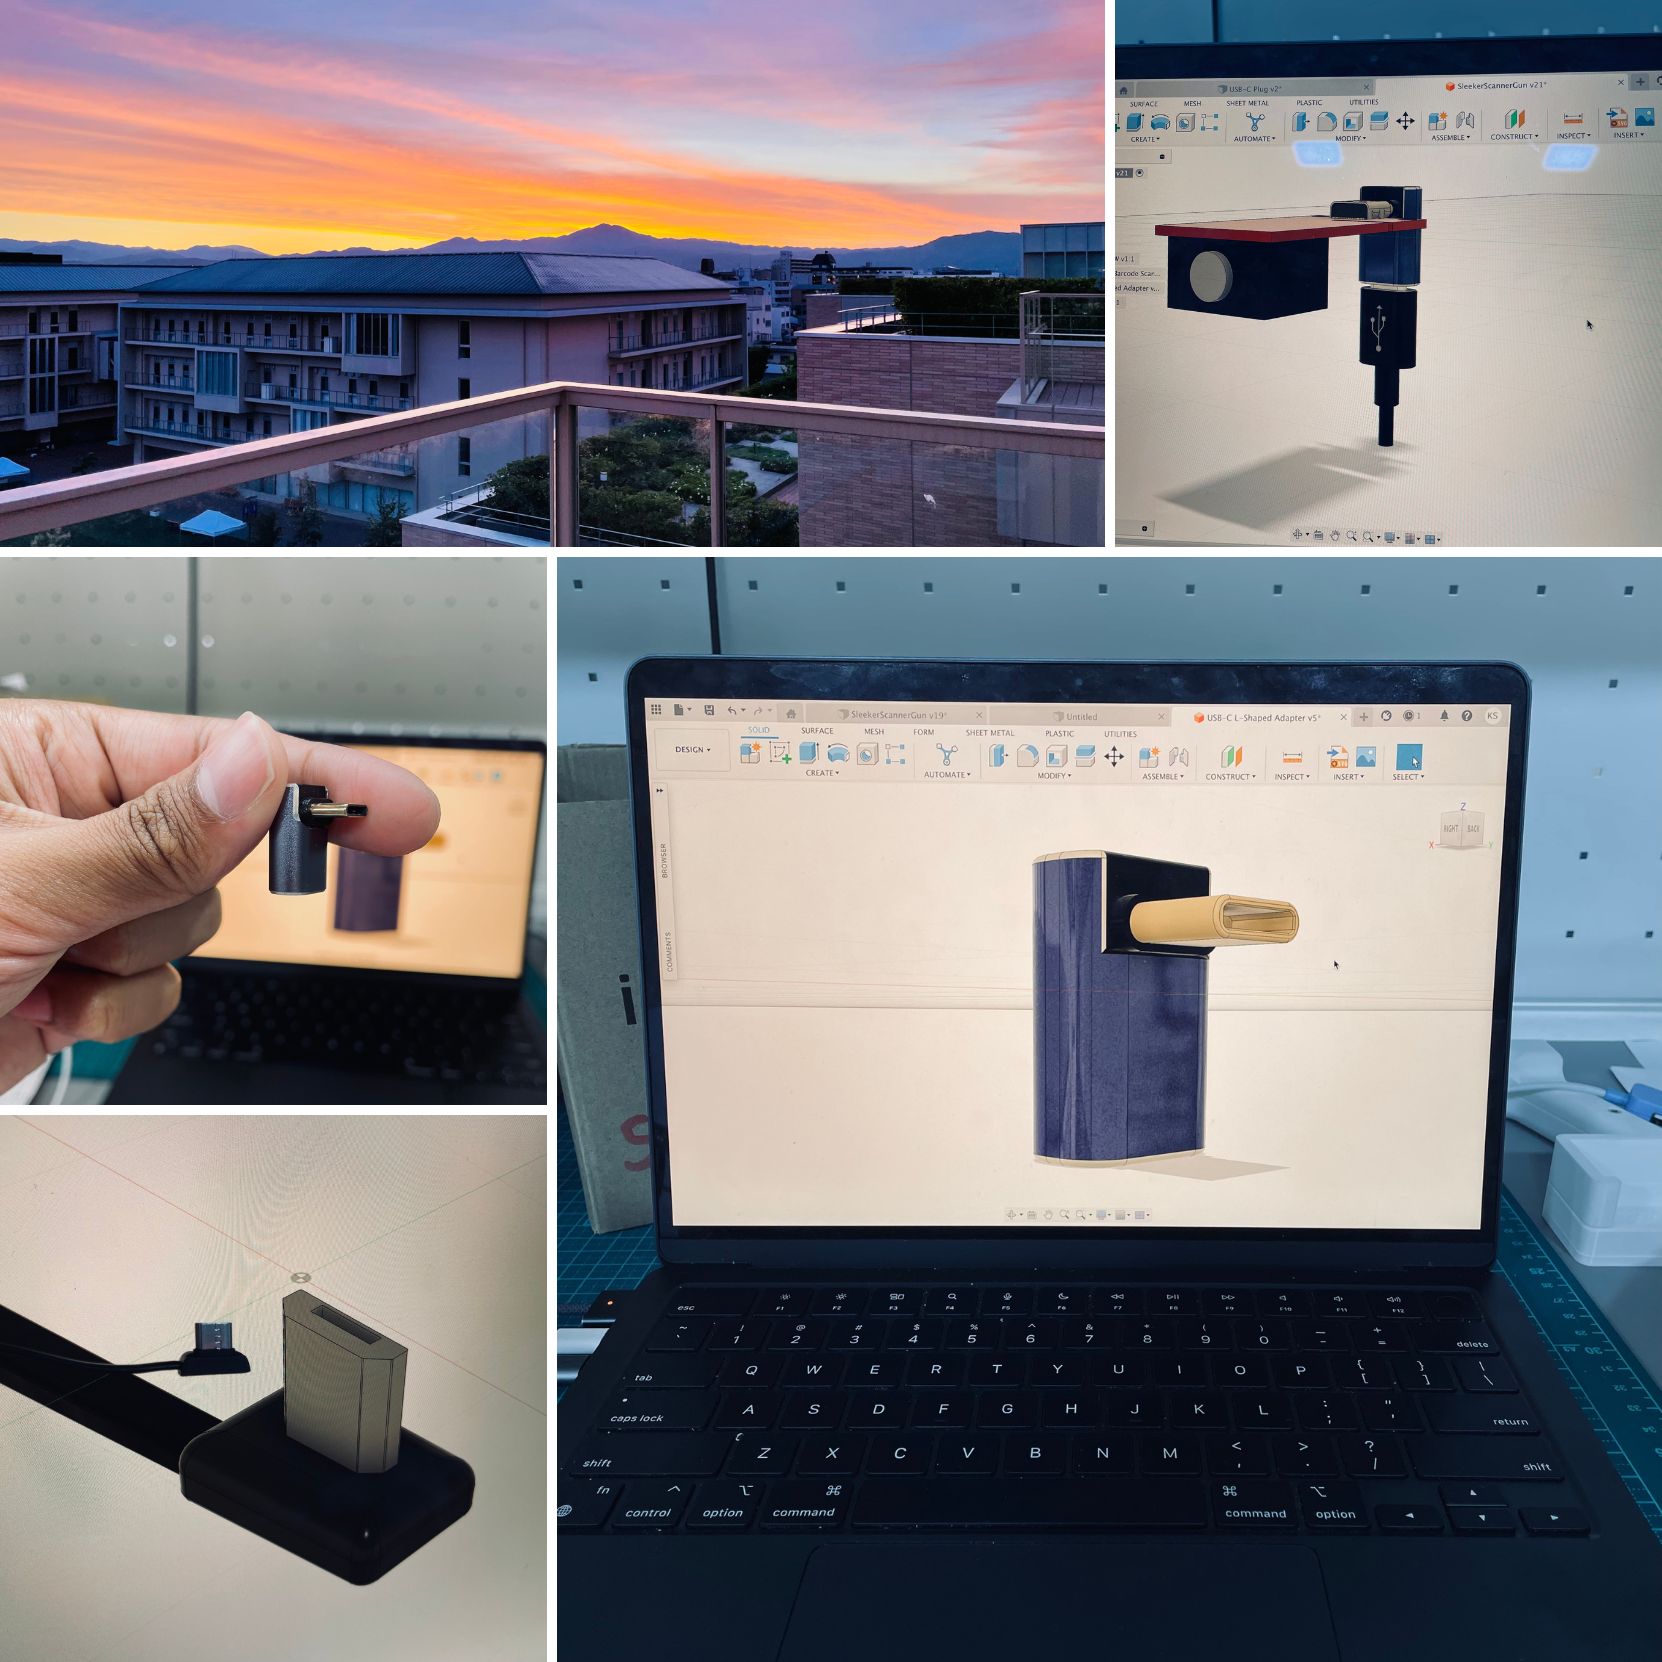 USB-C Plug v2*
SleekerScannerGun v21*
SURFACE
MESH
SHEET METAL
PLASTIC
UTILITIES
CREATE
AUTOMATE
MODIFY
ASSEMBLE
CONSTRUCT
INSPECT
INSERT
v21
v1:1
Barcode Scar...
ed Adapter v...
SleekerScannerGun v19*
Untitled
USB-C L-Shaped Adapter v5*
1
KS
SOLID
SURFACE
MESH
FORM
SHEET METAL
PLASTIC
UTILITIES
DESIGN
CREATE
AUTOMATE
MODIFY
ASSEMBLE
CONSTRUCT
INSPECT
INSERT
SELECT
BROWSER
COMMENTS
Z
RIGHT
BACK
X
Y
i
S
esc
F1
F2
F3
F4
F5
F6
F7
F8
F9
F10
F11
F12
~ ! @ # $ % ^ & * ( ) _ +
` 1 2 3 4 5 6 7 8 9 0 - =
delete
tab
Q W E R T Y U I O P { } |
[ ] \
caps lock
A S D F G H J K L : "
; '
return
shift
Z X C V B N M < > ?
, . /
shift
fn
control
option
command
command
option